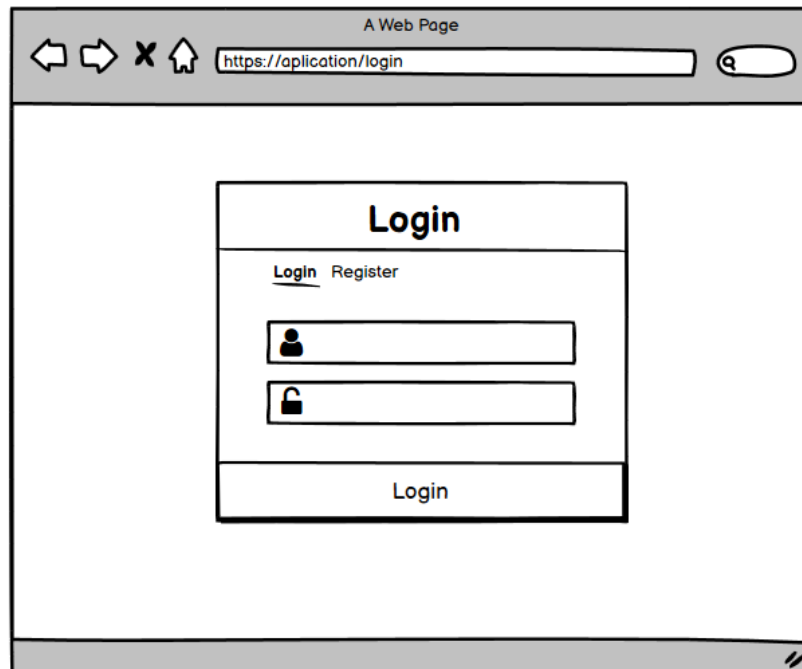 A Web Page
https://aplication/login
Login
Login Register
Login